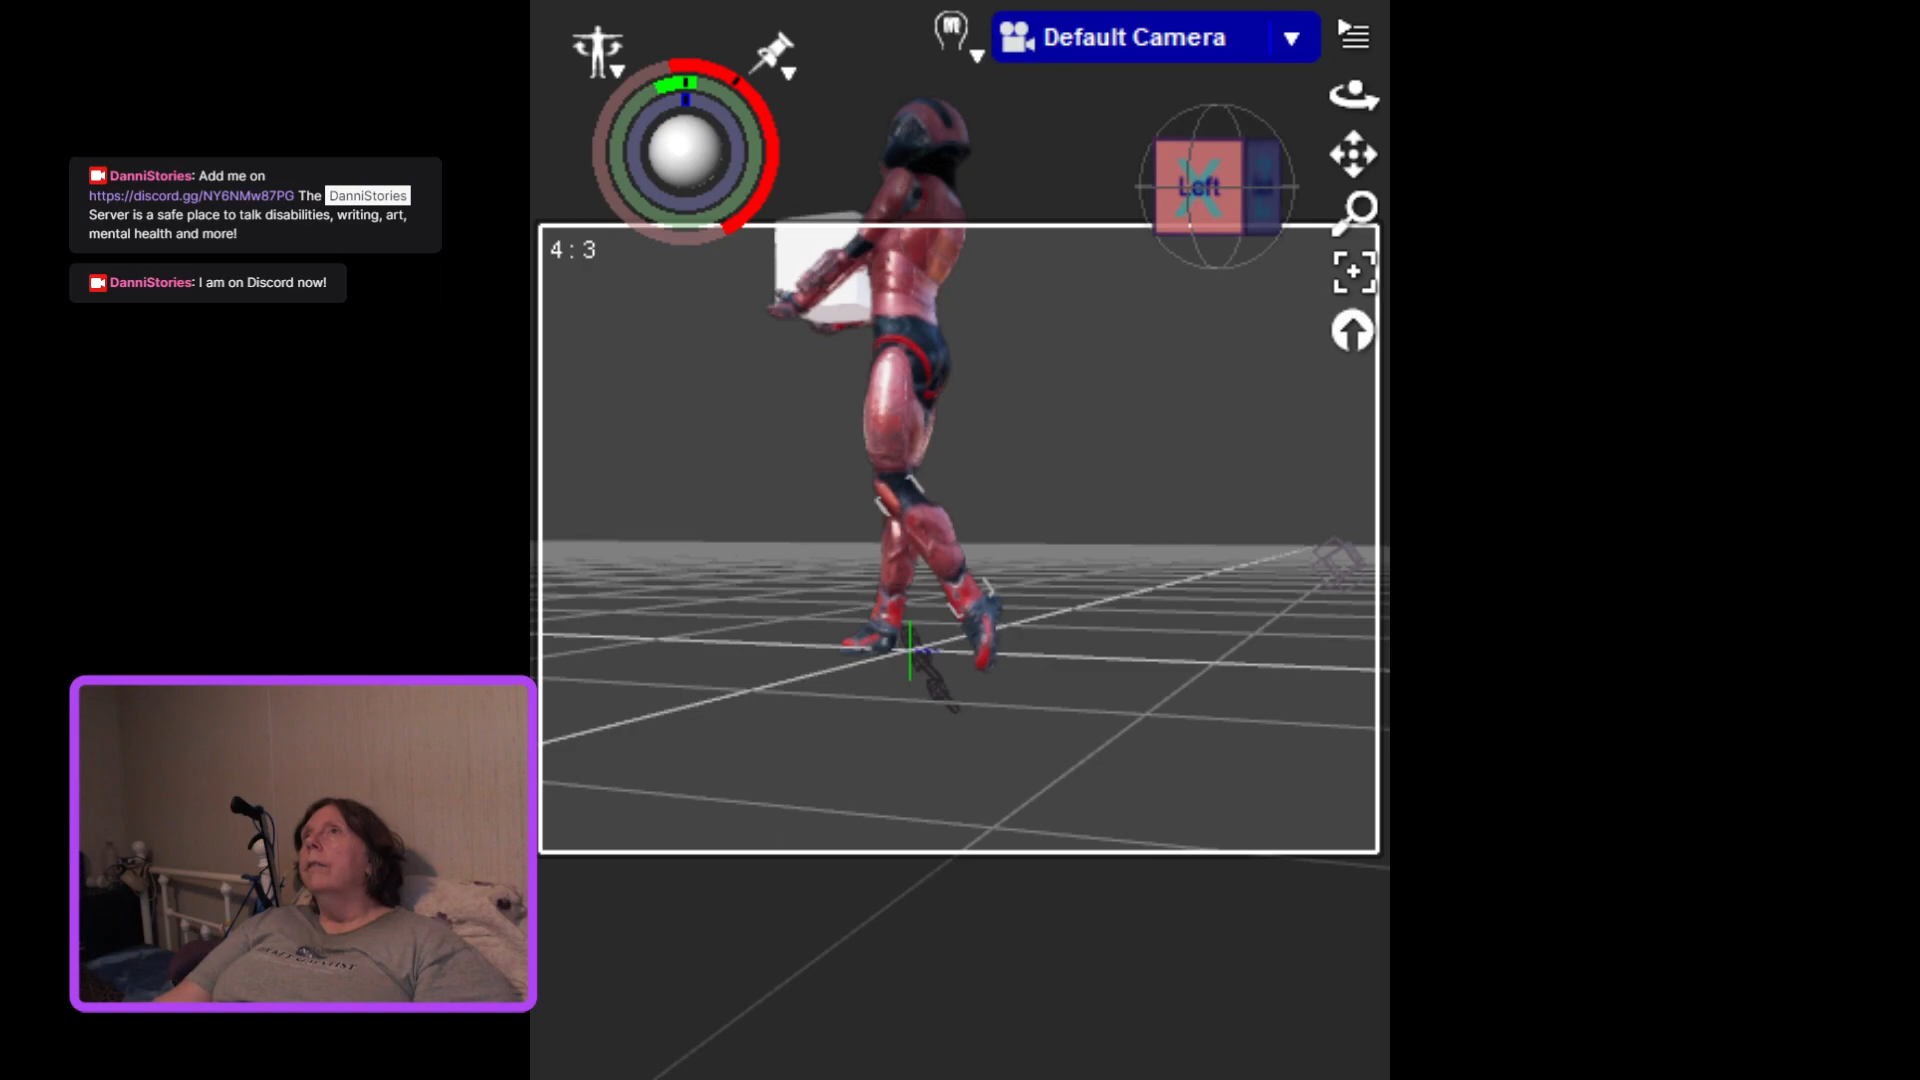 Default Camera
DanniStories: Add me on
https://discord.gg/NY6NMw87PG The DanniStories
Server is a safe place to talk disabilities, writing, art,
mental health and more!
DanniStories: I am on Discord now!
Left
X
4 : 3